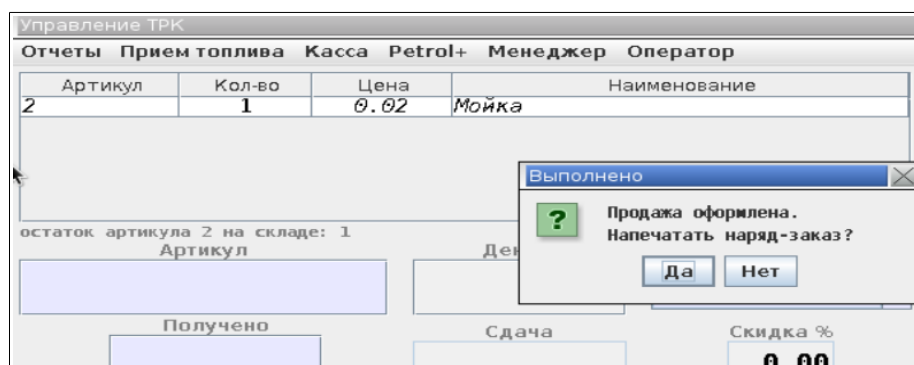 Управление ТРК
Отчеты Прием топлива Касса Petrol+ Менеджер Оператор
Артикул Кол-во Цена Наименование
2 1 0.02 Мойка
Выполнено
Продажа оформлена.
Напечатать наряд-заказ?
Да Нет
остаток артикула 2 на складе: 1
Артикул
Получено Сдача Скидка %
0.00